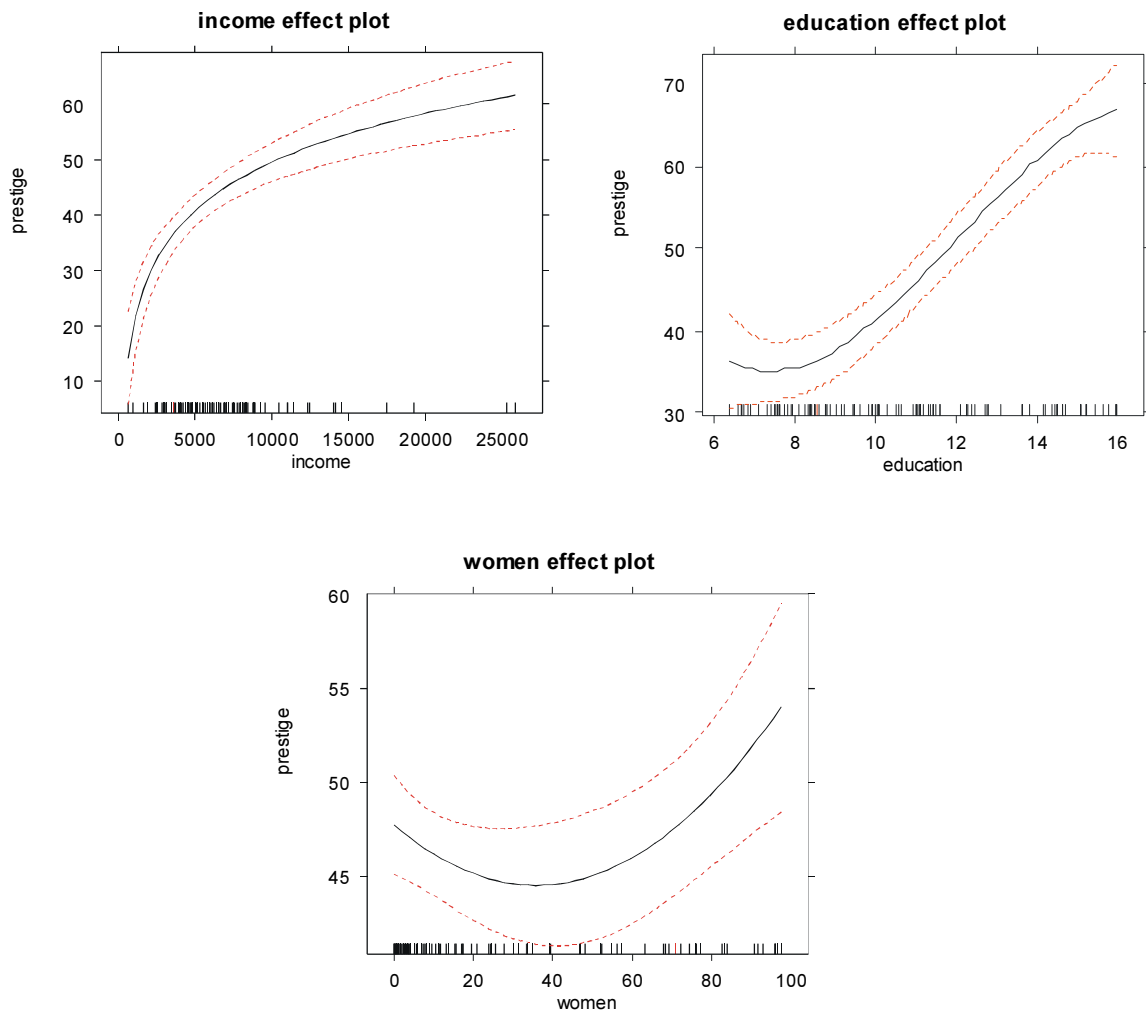 income effect plot
prestige
60
50
40
30
20
10
0 5000 10000 15000 20000 25000
income
education effect plot
prestige
70
60
50
40
30
6 8 10 12 14 16
education
women effect plot
prestige
60
55
50
45
0 20 40 60 80 100
women